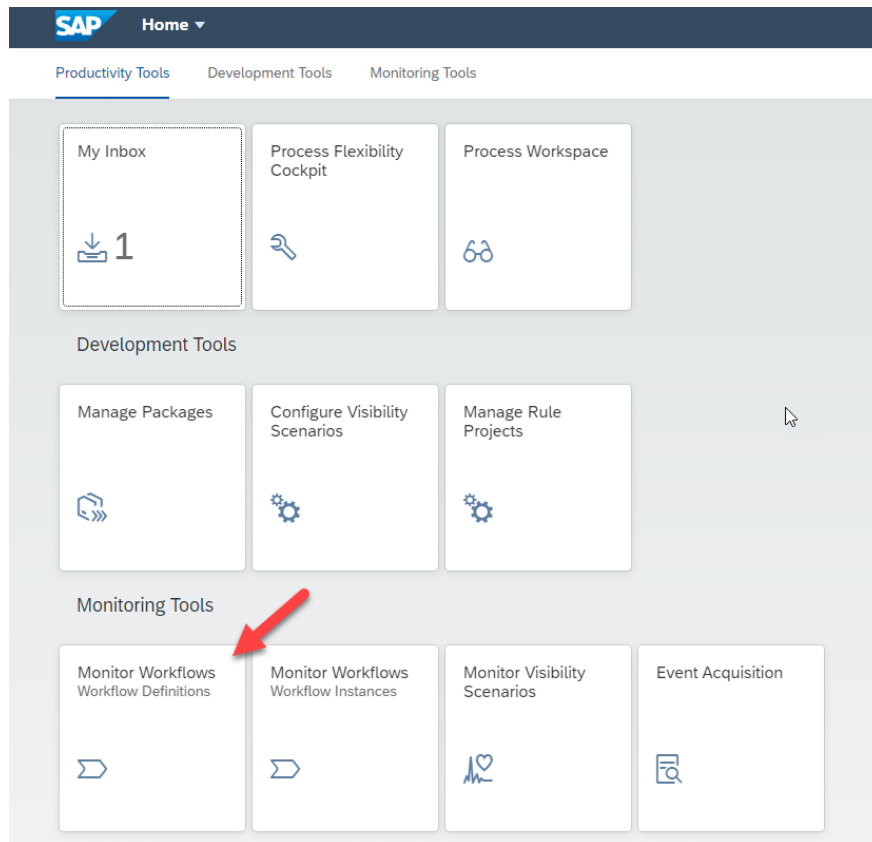 SAP Home
Productivity Tools Development Tools Monitoring Tools
My Inbox
1
Process Flexibility
Cockpit
Process Workspace
Development Tools
Manage Packages
Configure Visibility
Scenarios
Manage Rule
Projects
Monitoring Tools
Monitor Workflows
Workflow Definitions
Monitor Workflows
Workflow Instances
Monitor Visibility
Scenarios
Event Acquisition